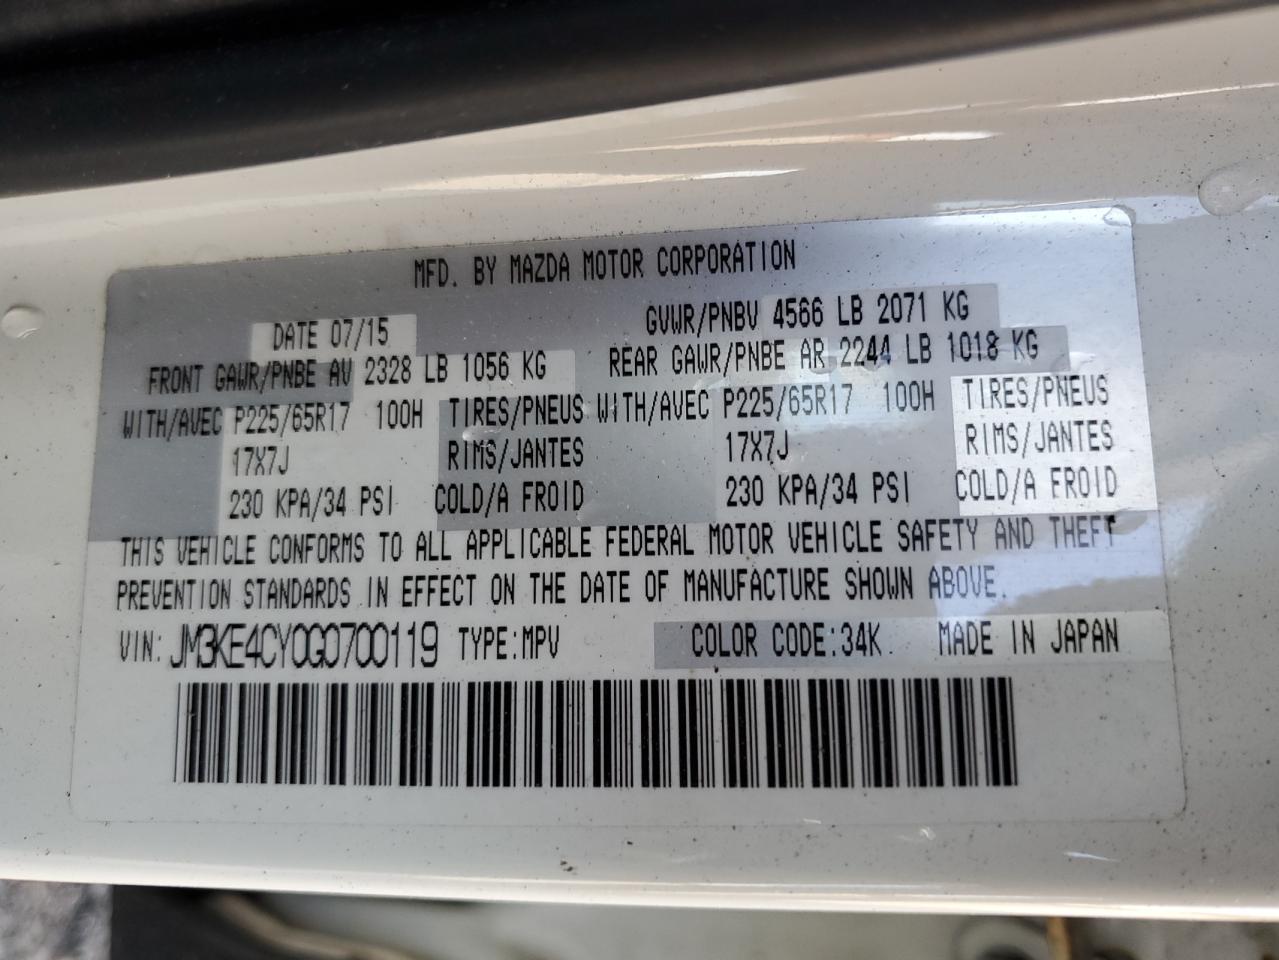 MFD. BY MAZDA MOTOR CORPORATION
DATE 07/15 GVWR/PNBV 4566 LB 2071 KG
FRONT GAWR/PNBE AV 2328 LB 1056 KG REAR GAWR/PNBE AR 2244 LB 1018 KG
WITH/AVEC P225/65R17 100H TIRES/PNEUS WITH/AVEC P225/65R17 100H TIRES/PNEUS
17X7J RIMS/JANTES 17X7J RIMS/JANTES
230 KPA/34 PSI COLD/A FROID 230 KPA/34 PSI COLD/A FROID
THIS VEHICLE CONFORMS TO ALL APPLICABLE FEDERAL MOTOR VEHICLE SAFETY AND THEFT
PREVENTION STANDARDS IN EFFECT ON THE DATE OF MANUFACTURE SHOWN ABOVE.
VIN: JM3KE4CY0G0700119 TYPE:MPV COLOR CODE:34K MADE IN JAPAN